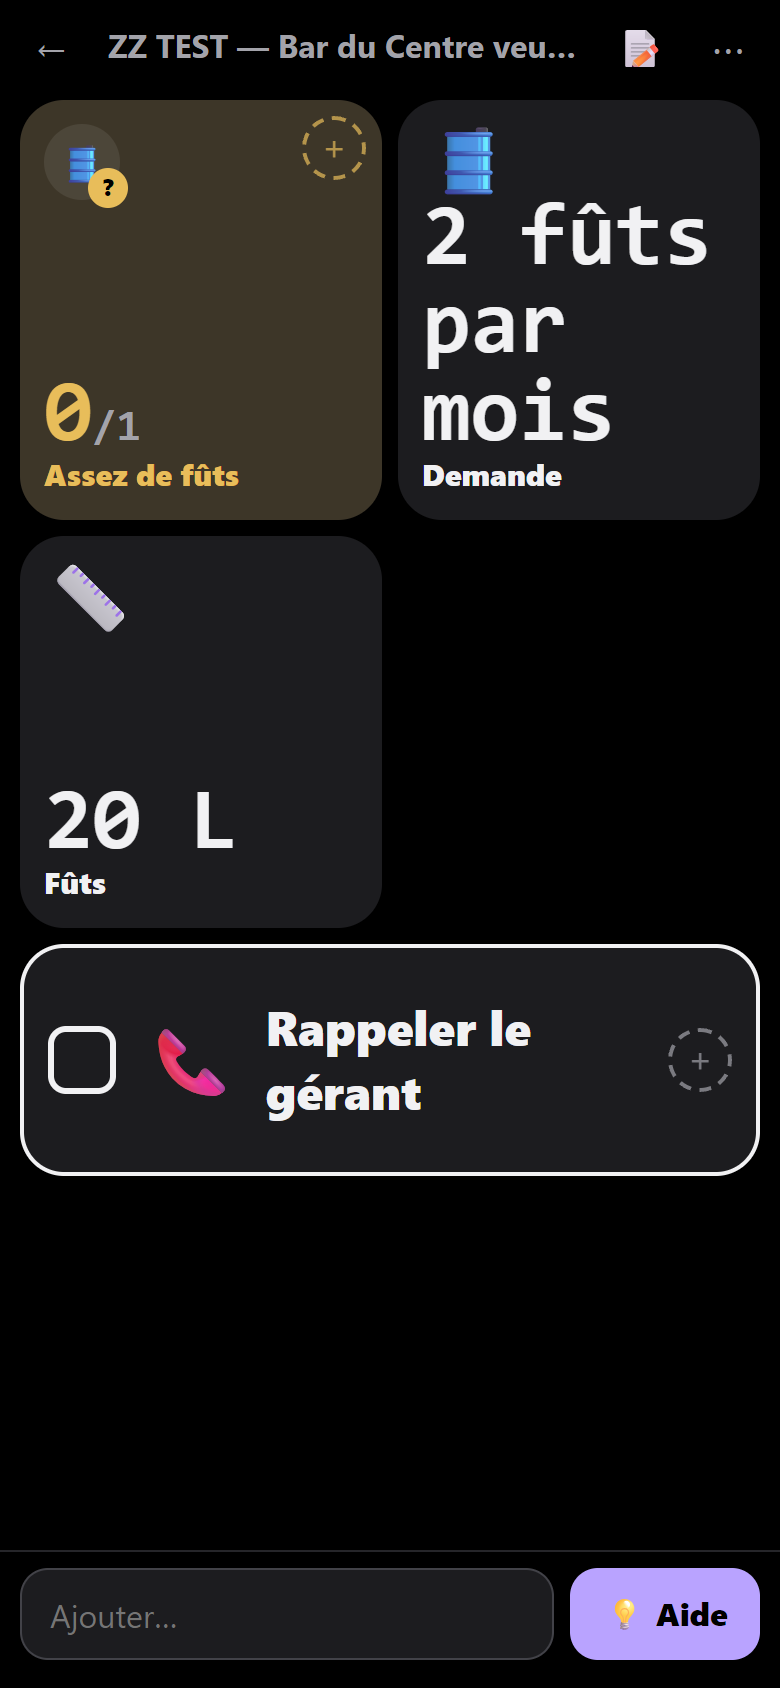 ← ZZ TEST — Bar du Centre veu... ...
+
?
0/1
Assez de fûts
2 fûts
par
mois
Demande
20 L
Fûts
Rappeler le
gérant
+
Ajouter...
Aide